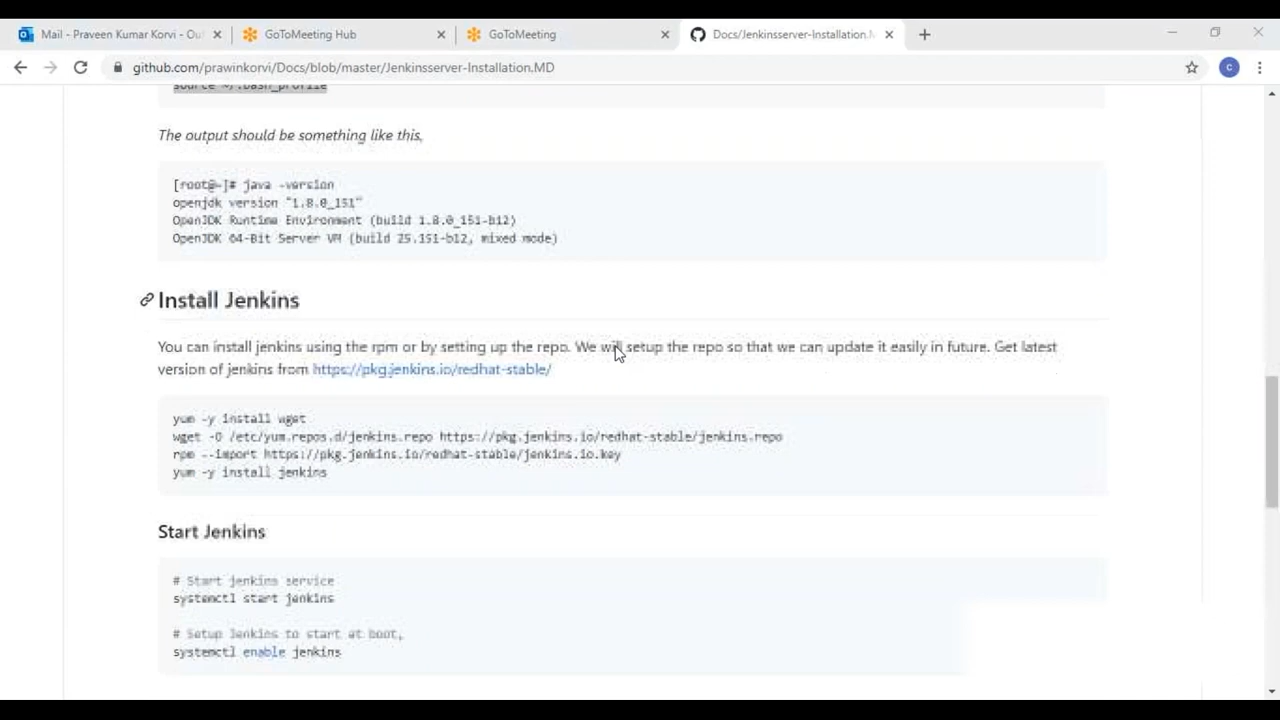 Mail - Praveen Kumar Korvi - Ou
GoToMeeting Hub
GoToMeeting
Docs/Jenkinsserver-Installation.M
github.com/prawinkorvi/Docs/blob/master/Jenkinsserver-Installation.MD
C
source ~/.bash_profile
The output should be something like this,
[root@~]# java -version
openjdk version "1.8.0_151"
OpenJDK Runtime Environment (build 1.8.0_151-b12)
OpenJDK 64-Bit Server VM (build 25.151-b12, mixed mode)
Install Jenkins
You can install jenkins using the rpm or by setting up the repo. We will setup the repo so that we can update it easily in future. Get latest
version of jenkins from https://pkg.jenkins.io/redhat-stable/
yum -y install wget
wget -O /etc/yum.repos.d/jenkins.repo https://pkg.jenkins.io/redhat-stable/jenkins.repo
rpm --import https://pkg.jenkins.io/redhat-stable/jenkins.io.key
yum -y install jenkins
Start Jenkins
# Start jenkins service
systemctl start jenkins
# Setup Jenkins to start at boot,
systemctl enable jenkins